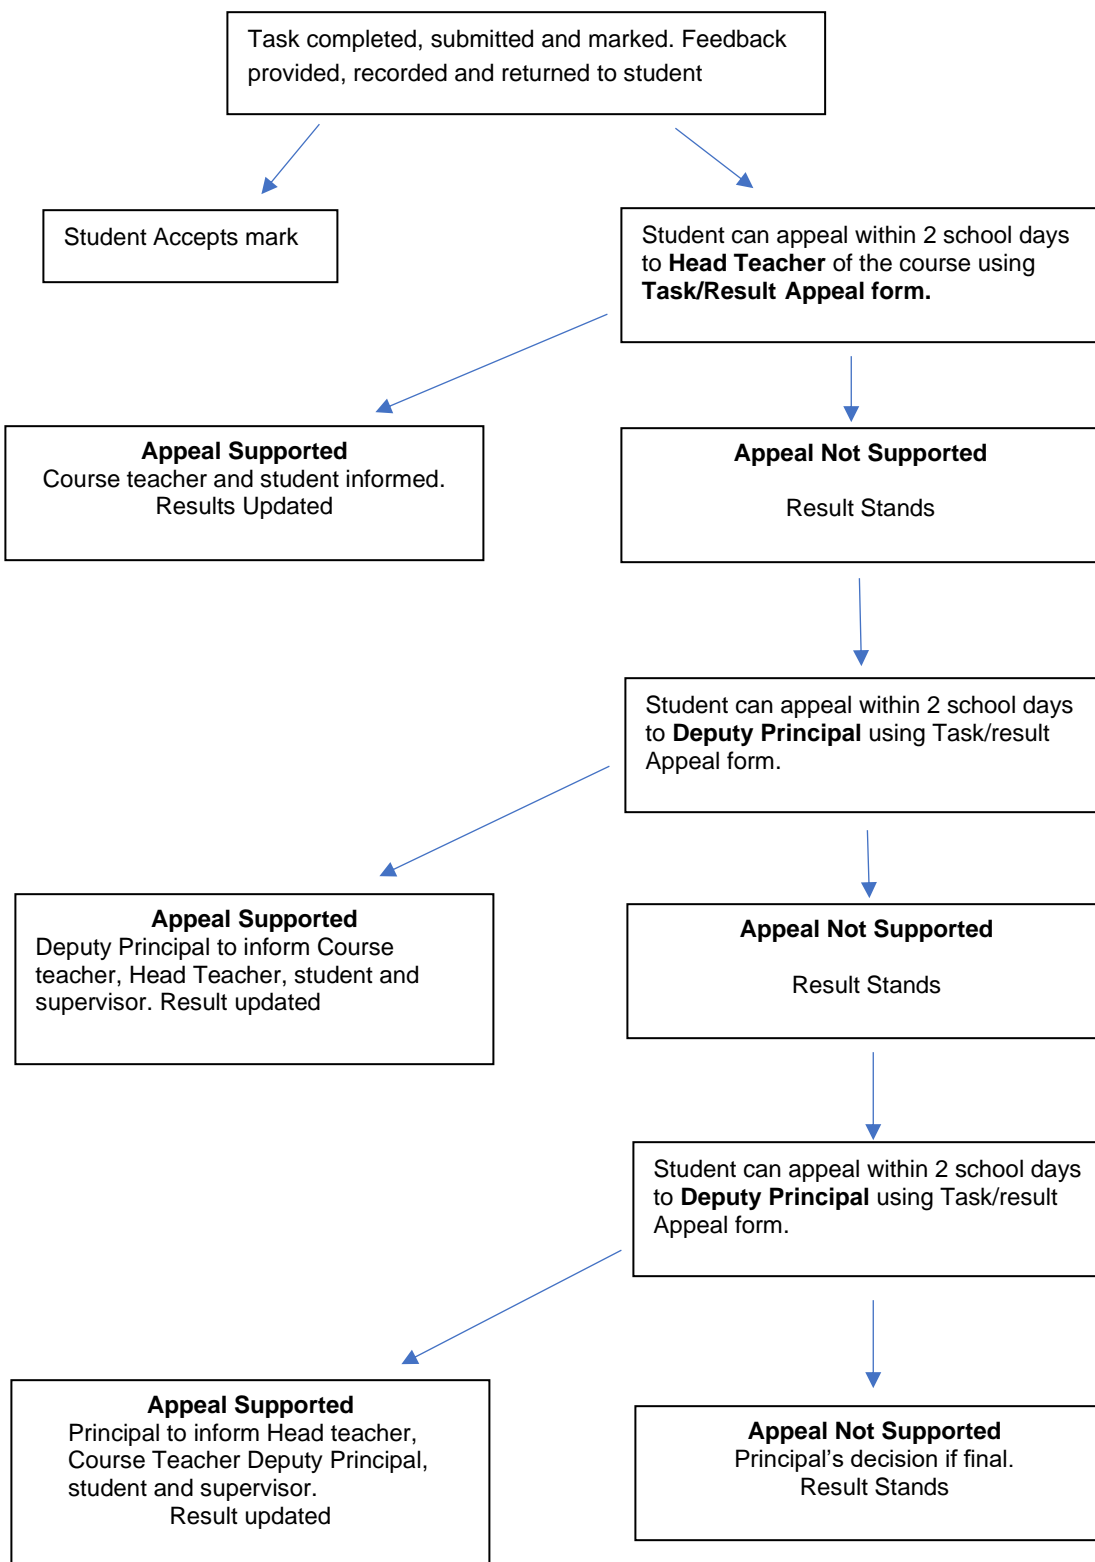 Task completed, submitted and marked. Feedback
provided, recorded and returned to student
Student Accepts mark
Student can appeal within 2 school days
to Head Teacher of the course using
Task/Result Appeal form.
Appeal Supported
Course teacher and student informed.
Results Updated
Appeal Not Supported
Result Stands
Student can appeal within 2 school days
to Deputy Principal using Task/result
Appeal form.
Appeal Supported
Deputy Principal to inform Course
teacher, Head Teacher, student and
supervisor. Result updated
Appeal Not Supported
Result Stands
Student can appeal within 2 school days
to Deputy Principal using Task/result
Appeal form.
Appeal Supported
Principal to inform Head teacher,
Course Teacher Deputy Principal,
student and supervisor.
Result updated
Appeal Not Supported
Principal’s decision if final.
Result Stands